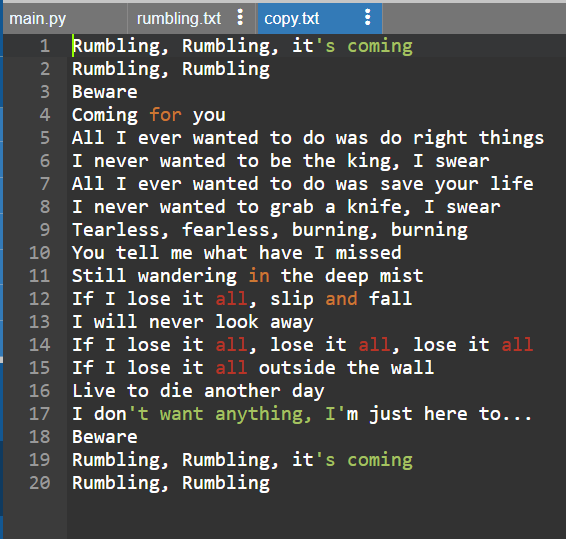 main.py rumbling.txt copy.txt
1 Rumbling, Rumbling, it's coming
2 Rumbling, Rumbling
3 Beware
4 Coming for you
5 All I ever wanted to do was do right things
6 I never wanted to be the king, I swear
7 All I ever wanted to do was save your life
8 I never wanted to grab a knife, I swear
9 Tearless, fearless, burning, burning
10 You tell me what have I missed
11 Still wandering in the deep mist
12 If I lose it all, slip and fall
13 I will never look away
14 If I lose it all, lose it all, lose it all
15 If I lose it all outside the wall
16 Live to die another day
17 I don't want anything, I'm just here to...
18 Beware
19 Rumbling, Rumbling, it's coming
20 Rumbling, Rumbling